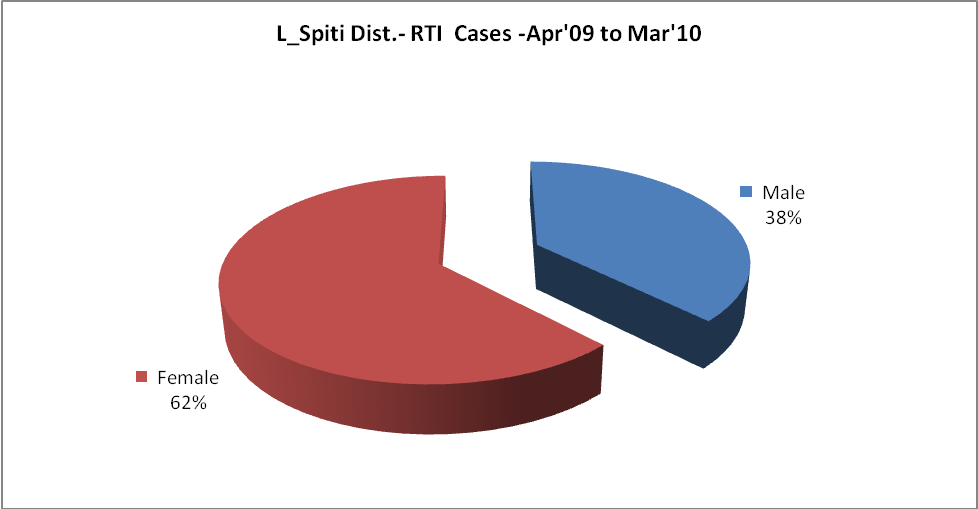 L_Spiti Dist.- RTI  Cases -Apr'09 to Mar'10
Male
38%
Female
62%